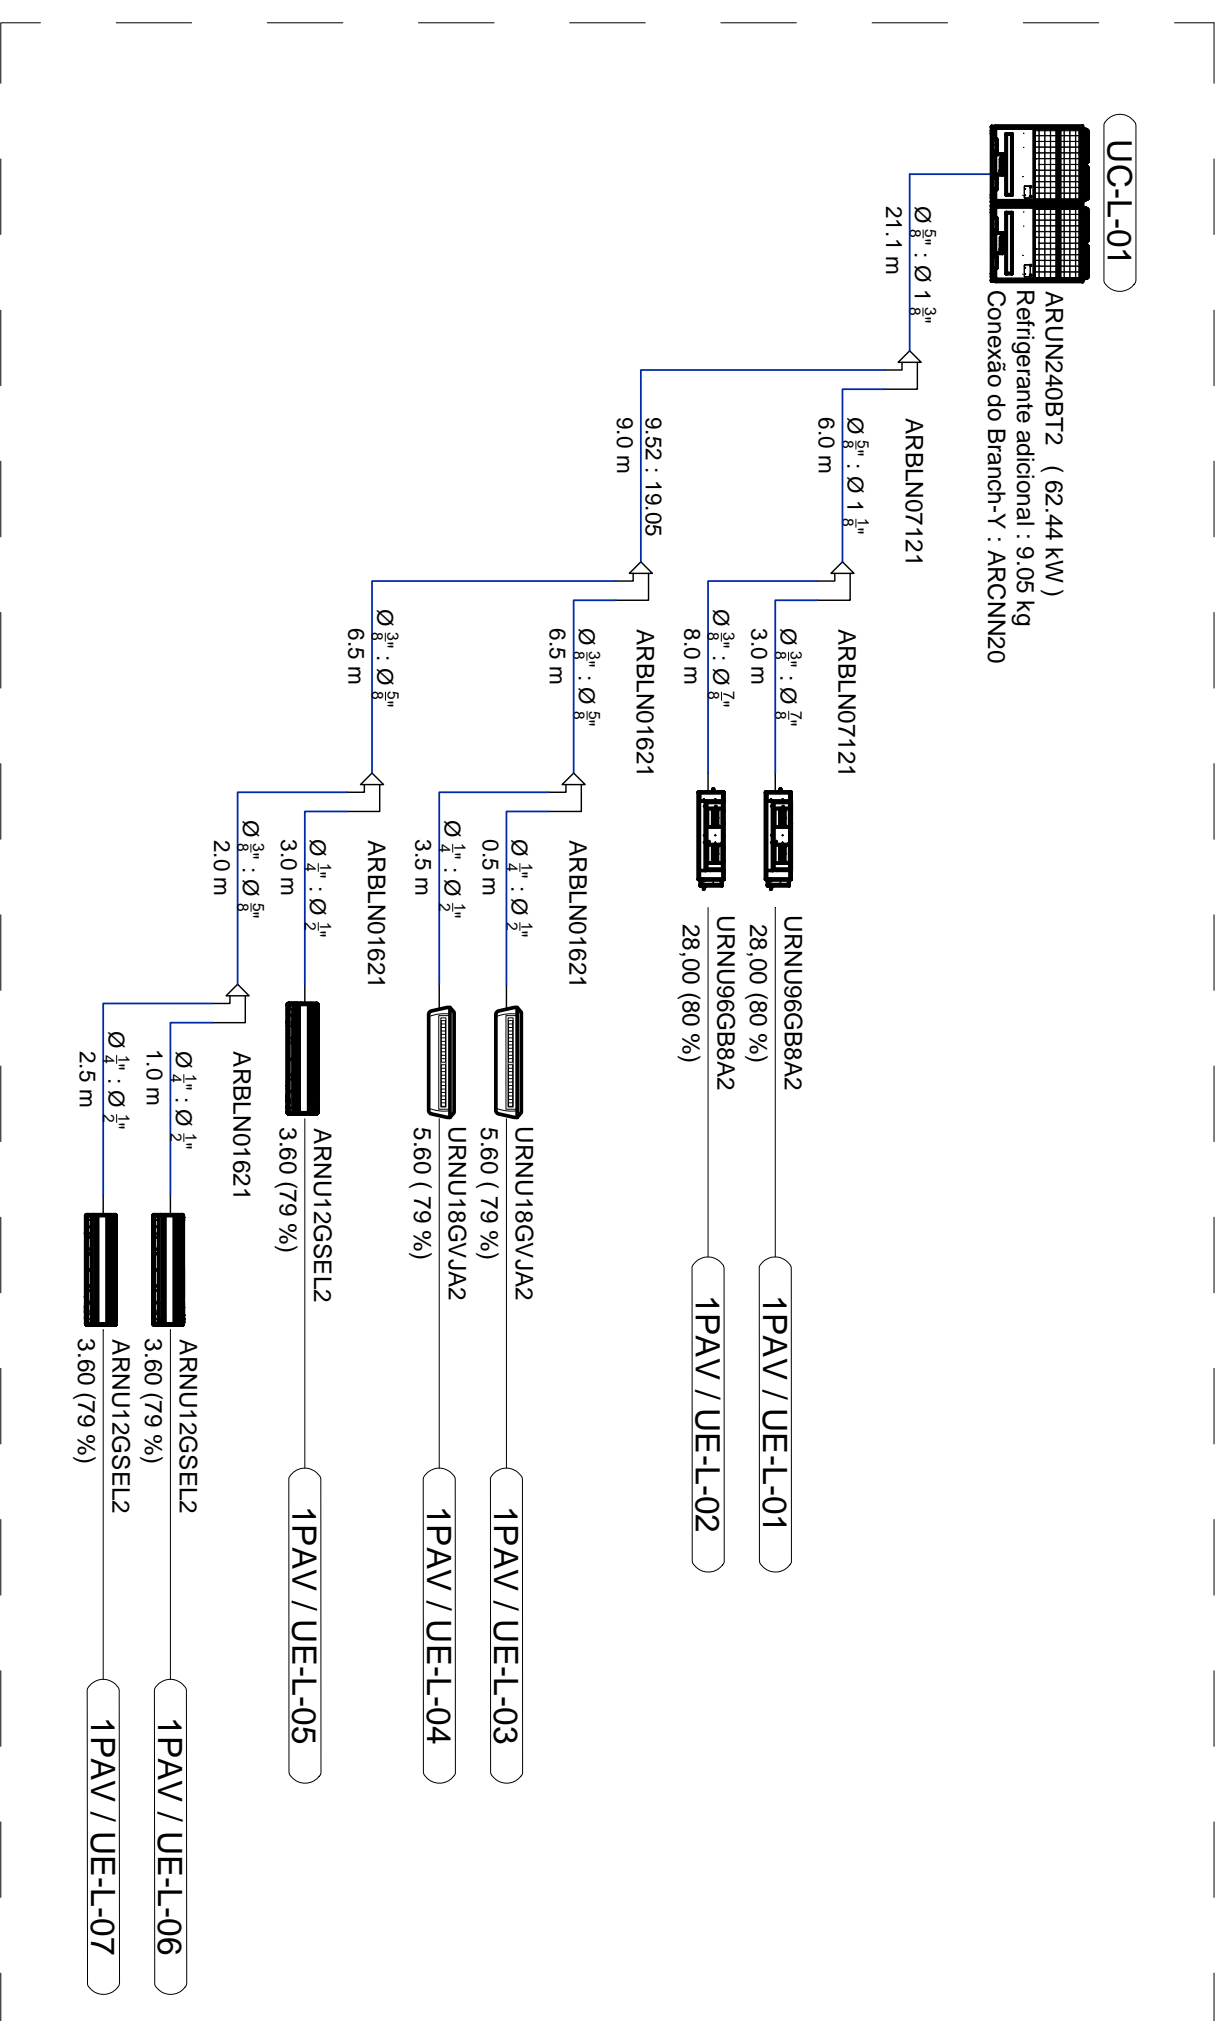 UC-L-01
ARUN240BT2 ( 62.44 kW )
Refrigerante adicional : 9.05 kg
Conexão do Branch-Y : ARCNN20
Ø 5/8" : Ø 1 3/8"
21.1 m
ARBLN07121
Ø 5/8" : Ø 1 1/8"
6.0 m
ARBLN07121
Ø 3/8" : Ø 7/8"
3.0 m
URNU96GB8A2
28,00 (80 %)
1PAV / UE-L-01
Ø 3/8" : Ø 7/8"
8.0 m
URNU96GB8A2
28,00 (80 %)
1PAV / UE-L-02
9.52 : 19.05
9.0 m
ARBLN01621
Ø 3/8" : Ø 5/8"
6.5 m
ARBLN01621
Ø 1/4" : Ø 1/2"
0.5 m
URNU18GVJA2
5.60 ( 79 %)
1PAV / UE-L-03
Ø 1/4" : Ø 1/2"
3.5 m
URNU18GVJA2
5.60 ( 79 %)
1PAV / UE-L-04
Ø 3/8" : Ø 5/8"
6.5 m
ARBLN01621
Ø 1/4" : Ø 1/2"
3.0 m
ARNU12GSEL2
3.60 (79 %)
1PAV / UE-L-05
Ø 3/8" : Ø 5/8"
2.0 m
ARBLN01621
Ø 1/4" : Ø 1/2"
1.0 m
ARNU12GSEL2
3.60 (79 %)
1PAV / UE-L-06
Ø 1/4" : Ø 1/2"
2.5 m
ARNU12GSEL2
3.60 (79 %)
1PAV / UE-L-07